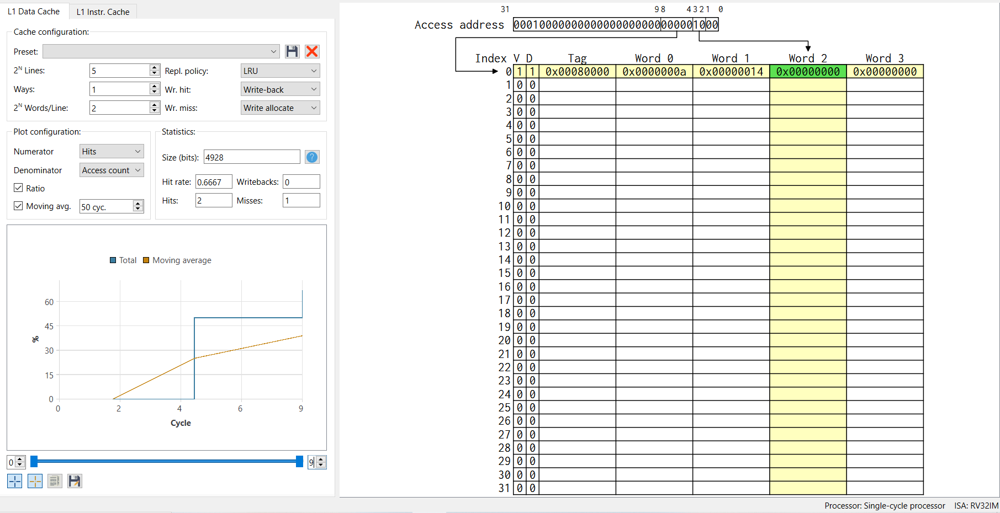 L1 Data Cache
L1 Instr. Cache
Cache configuration:
Preset:
2N Lines: 5 Repl. policy: LRU
Ways: 1 Wr. hit: Write-back
2N Words/Line: 2 Wr. miss: Write allocate
Plot configuration:
Numerator Hits
Denominator Access count
Ratio
Moving avg. 50 cyc.
Statistics:
Size (bits): 4928 ?
Hit rate: 0.6667 Writebacks: 0
Hits: 2 Misses: 1
Total Moving average
60
45
30
15
0
%
0 2 4 6 9
Cycle
0 9
31 9 8 4 3 2 1 0
Access address 00010000000000000000000 00000 10 00
Index V D Tag Word 0 Word 1 Word 2 Word 3
0 1 1 0x00080000 0x0000000a 0x00000014 0x00000000 0x00000000
1 0 0
2 0 0
3 0 0
4 0 0
5 0 0
6 0 0
7 0 0
8 0 0
9 0 0
10 0 0
11 0 0
12 0 0
13 0 0
14 0 0
15 0 0
16 0 0
17 0 0
18 0 0
19 0 0
20 0 0
21 0 0
22 0 0
23 0 0
24 0 0
25 0 0
26 0 0
27 0 0
28 0 0
29 0 0
30 0 0
31 0 0
Processor: Single-cycle processor ISA: RV32IM